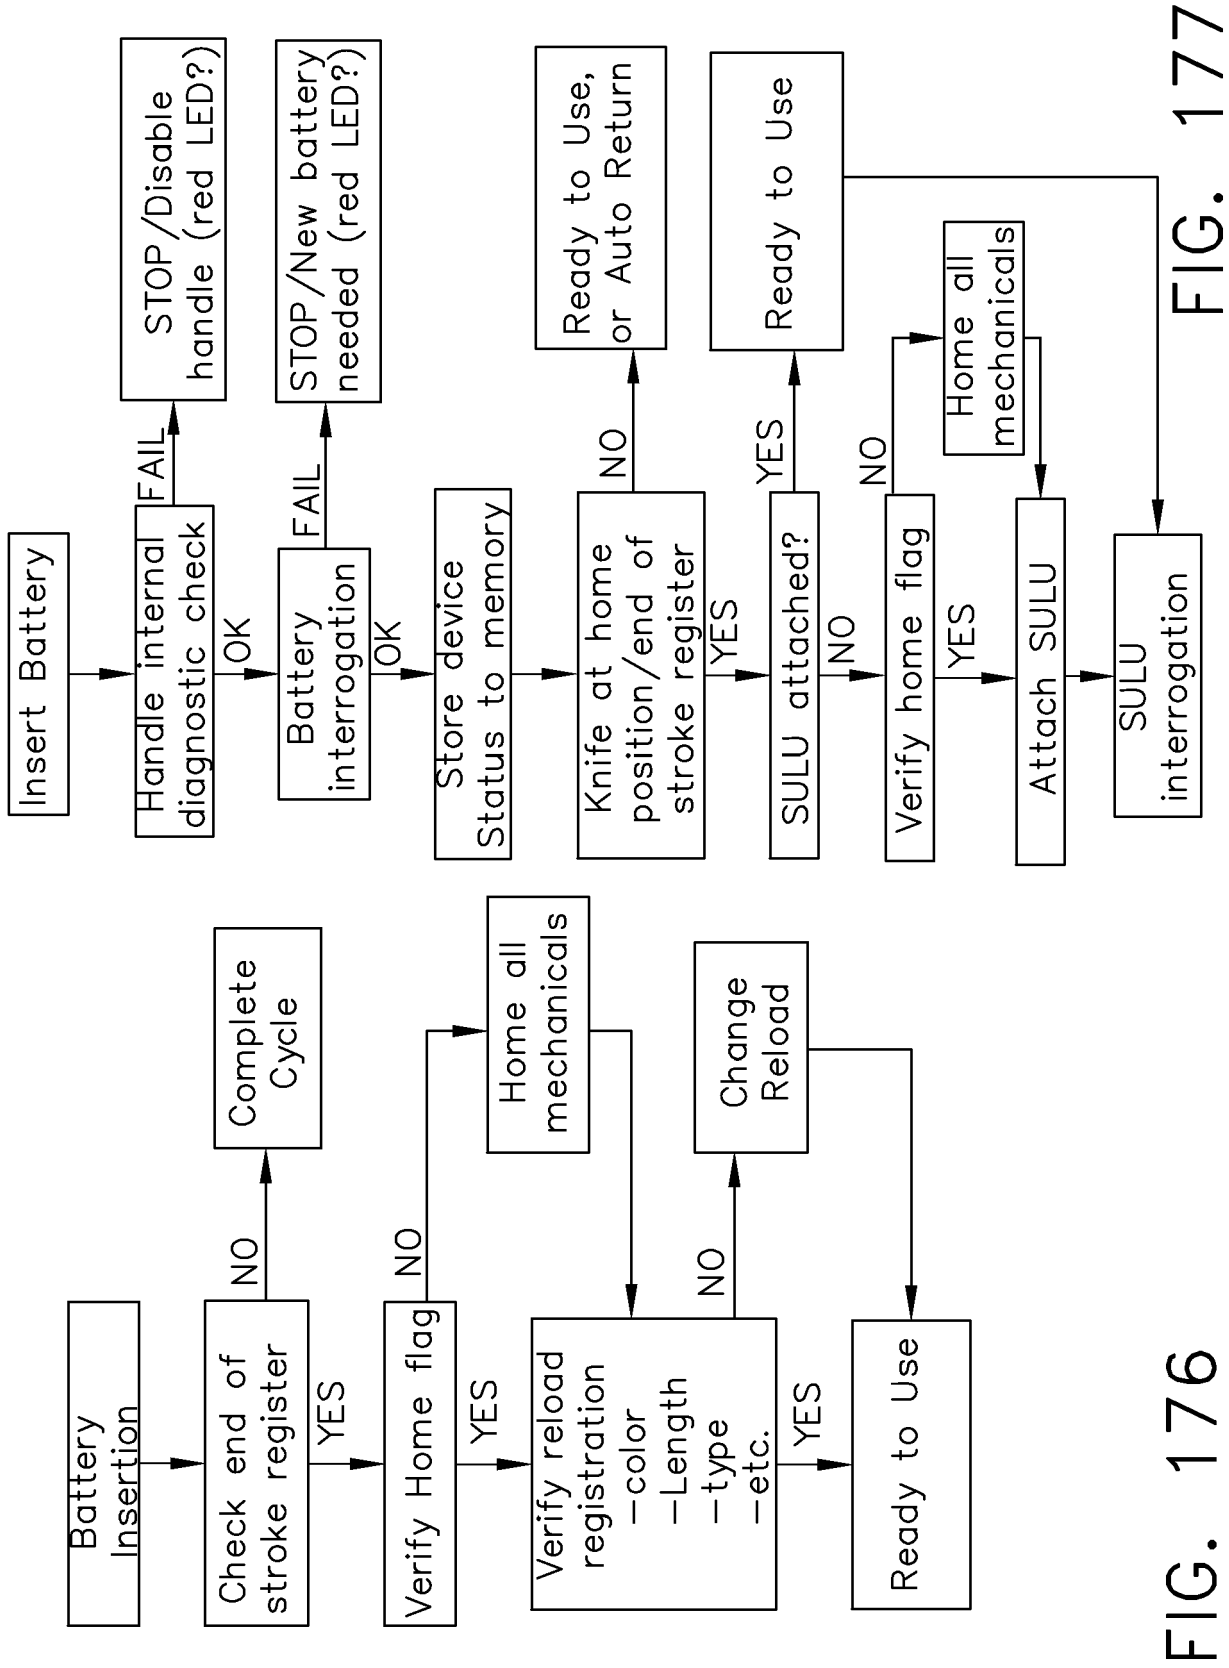 Battery
Insertion
Check end of
stroke register
NO
Complete
Cycle
YES
Verify Home flag
NO
Home all
mechanicals
YES
Verify reload
registration
-color
-Length
-type
-etc.
NO
Change
Reload
YES
Ready to Use
FIG. 176
Insert Battery
Handle internal
diagnostic check
FAIL
STOP/Disable
handle (red LED?)
OK
Battery
interrogation
FAIL
STOP/New battery
needed (red LED?)
OK
Store device
Status to memory
Knife at home
position/end of
stroke register
NO
Ready to Use,
or Auto Return
YES
SULU attached?
YES
Ready to Use
NO
Verify home flag
NO
Home all
mechanicals
YES
Attach SULU
SULU
interrogation
FIG. 177